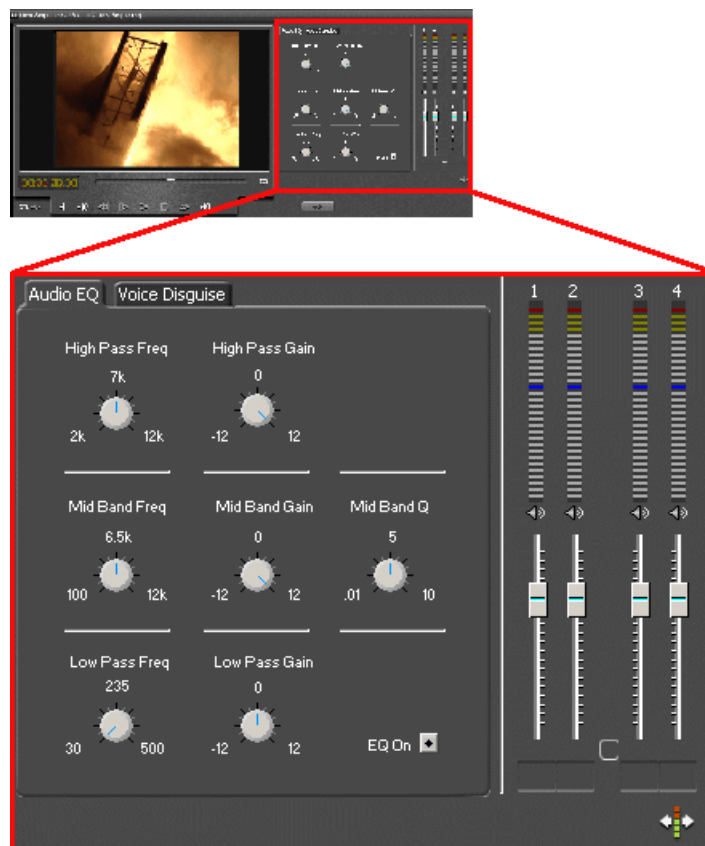 Audio EQ Voice Disguise
1 2 3 4
High Pass Freq High Pass Gain
7k 0
2k 12k -12 12
Mid Band Freq Mid Band Gain Mid Band Q
6.5k 0 5
100 12k -12 12 .01 10
Low Pass Freq Low Pass Gain
235 0
30 500 -12 12
EQ On